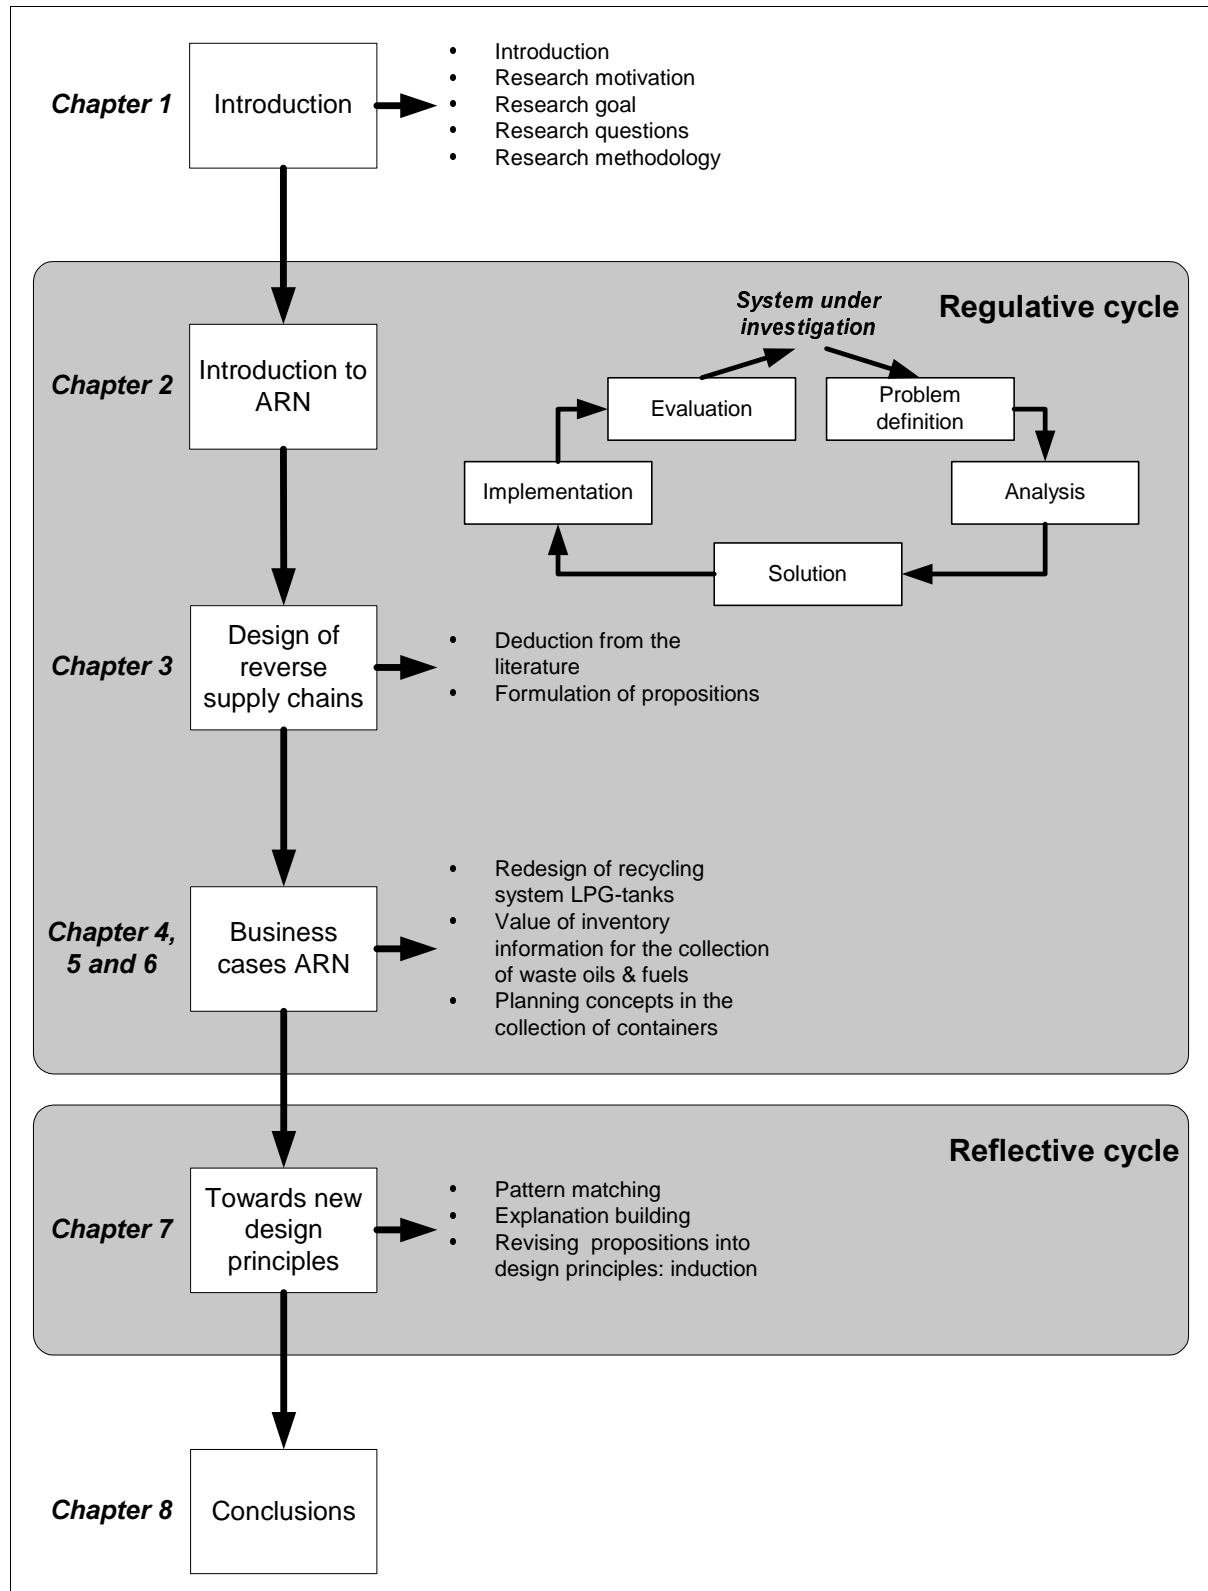 Chapter 1
Introduction
• Introduction
• Research motivation
• Research goal
• Research questions
• Research methodology
Regulative cycle
System under
investigation
Chapter 2
Introduction to
ARN
Evaluation
Problem
definition
Implementation
Analysis
Solution
Chapter 3
Design of
reverse
supply chains
• Deduction from the
literature
• Formulation of propositions
Chapter 4,
5 and 6
Business
cases ARN
• Redesign of recycling
system LPG-tanks
• Value of inventory
information for the collection
of waste oils & fuels
• Planning concepts in the
collection of containers
Reflective cycle
Chapter 7
Towards new
design
principles
• Pattern matching
• Explanation building
• Revising propositions into
design principles: induction
Chapter 8
Conclusions